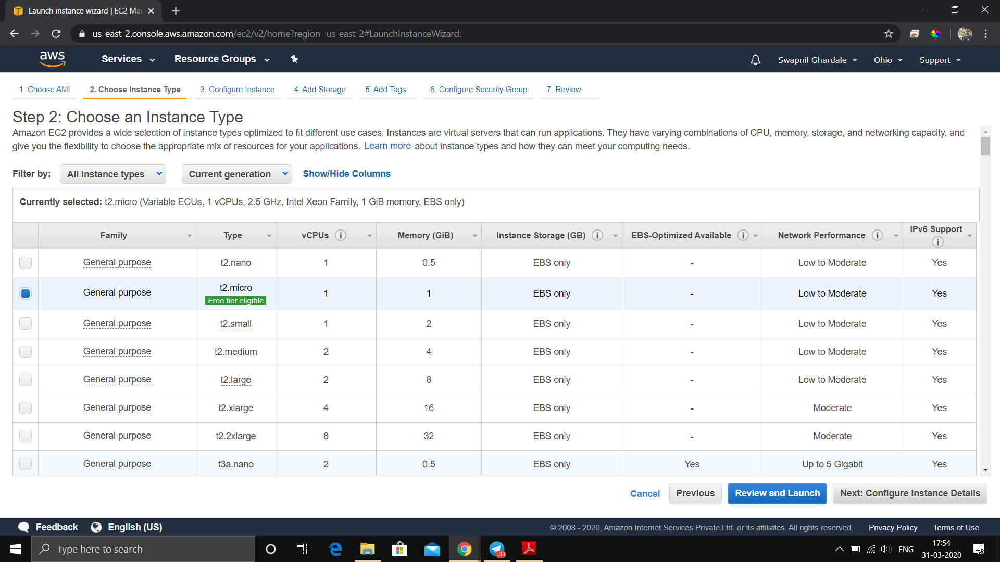 Launch instance wizard | EC2 Mar
us-east-2.console.aws.amazon.com/ec2/v2/home?region=us-east-2#LaunchInstanceWizard:
aws Services Resource Groups Swapnil Ghardale Ohio Support
1. Choose AMI 2. Choose Instance Type 3. Configure Instance 4. Add Storage 5. Add Tags 6. Configure Security Group 7. Review
Step 2: Choose an Instance Type
Amazon EC2 provides a wide selection of instance types optimized to fit different use cases. Instances are virtual servers that can run applications. They have varying combinations of CPU, memory, storage, and networking capacity, and
give you the flexibility to choose the appropriate mix of resources for your applications. Learn more about instance types and how they can meet your computing needs.
Filter by: All instance types Current generation Show/Hide Columns
Currently selected: t2.micro (Variable ECUs, 1 vCPUs, 2.5 GHz, Intel Xeon Family, 1 GiB memory, EBS only)
Family Type vCPUs Memory (GiB) Instance Storage (GB) EBS-Optimized Available Network Performance IPv6 Support
General purpose t2.nano 1 0.5 EBS only - Low to Moderate Yes
General purpose t2.micro 1 1 EBS only - Low to Moderate Yes
Free tier eligible
General purpose t2.small 1 2 EBS only - Low to Moderate Yes
General purpose t2.medium 2 4 EBS only - Low to Moderate Yes
General purpose t2.large 2 8 EBS only - Low to Moderate Yes
General purpose t2.xlarge 4 16 EBS only - Moderate Yes
General purpose t2.2xlarge 8 32 EBS only - Moderate Yes
General purpose t3a.nano 2 0.5 EBS only Yes Up to 5 Gigabit Yes
Cancel Previous Review and Launch Next: Configure Instance Details
Feedback English (US) © 2008 - 2020, Amazon Internet Services Private Ltd. or its affiliates. All rights reserved. Privacy Policy Terms of Use
Type here to search ..33 ENG 17:54
31-03-2020